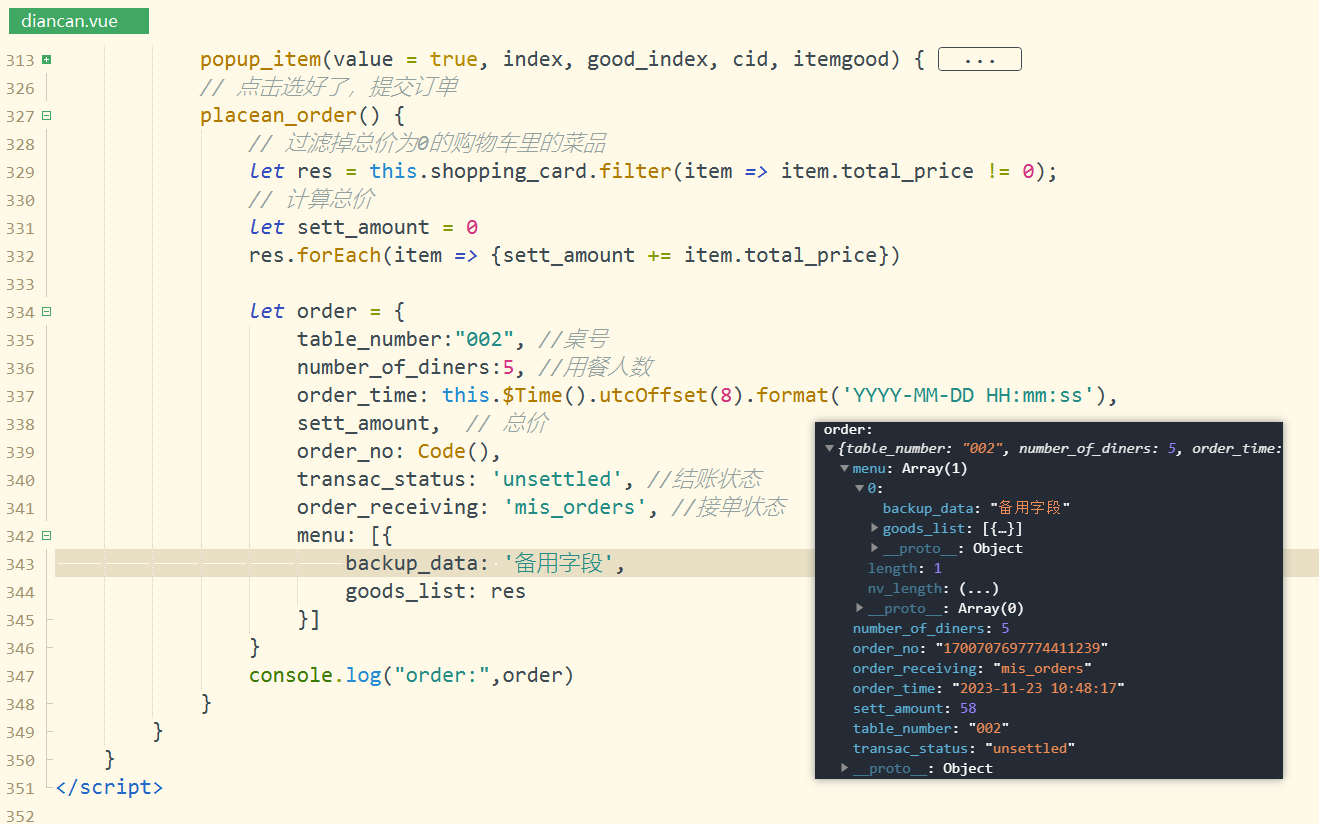 diancan.vue
313 popup_item(value = true, index, good_index, cid, itemgood) { ...
326 // 点击选好了，提交订单
327 placean_order() {
328 // 过滤掉总价为0的购物车里的菜品
329 let res = this.shopping_card.filter(item => item.total_price != 0);
330 // 计算总价
331 let sett_amount = 0
332 res.forEach(item => {sett_amount += item.total_price})
333
334 let order = {
335 table_number:"002", //桌号
336 number_of_diners:5, //用餐人数
337 order_time: this.$Time().utcOffset(8).format('YYYY-MM-DD HH:mm:ss'),
338 sett_amount, // 总价
339 order_no: Code(),
340 transac_status: 'unsettled', //结账状态
341 order_receiving: 'mis_orders', //接单状态
342 menu: [{
343 backup_data: '备用字段',
344 goods_list: res
345 }]
346 }
347 console.log("order:",order)
348 }
349 }
350 }
351 </script>
352
order:
{table_number: "002", number_of_diners: 5, order_time:
menu: Array(1)
0:
backup_data: "备用字段"
goods_list: [{…}]
__proto__: Object
length: 1
nv_length: (...)
__proto__: Array(0)
number_of_diners: 5
order_no: "1700707697774411239"
order_receiving: "mis_orders"
order_time: "2023-11-23 10:48:17"
sett_amount: 58
table_number: "002"
transac_status: "unsettled"
__proto__: Object